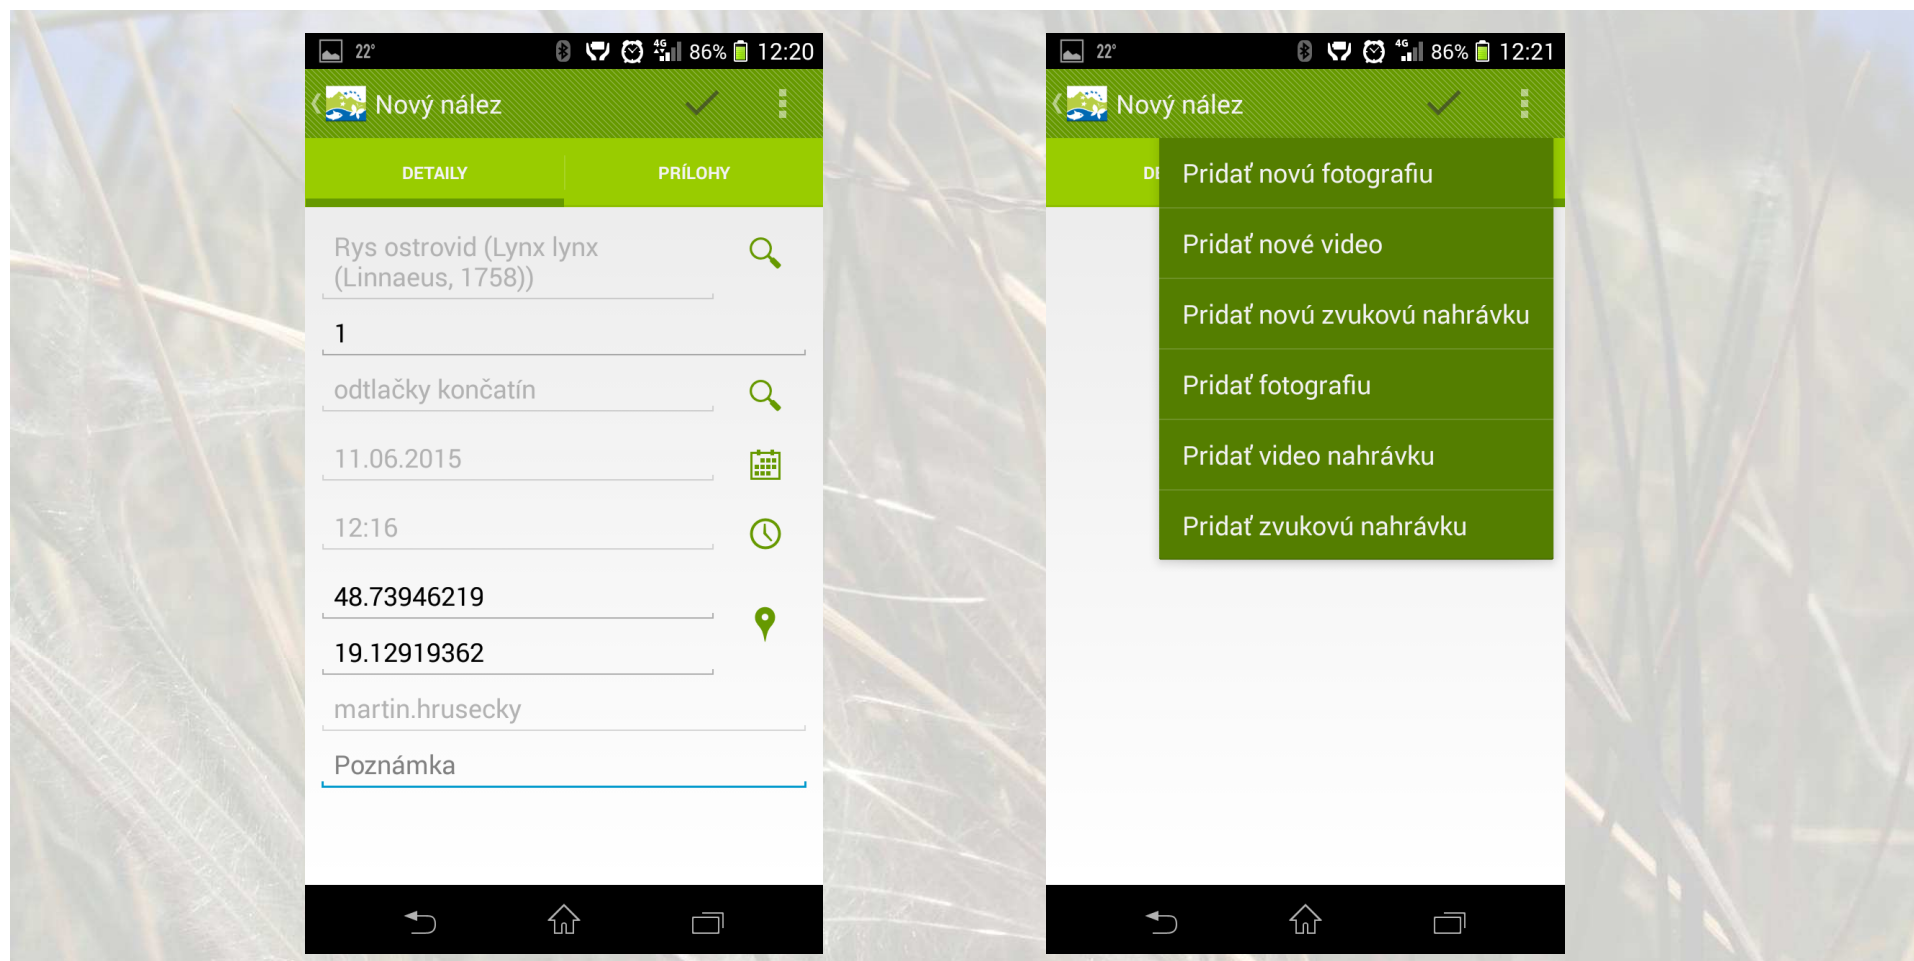 22°
4G
86%
12:20
Nový nález
DETAILY
PRÍLOHY
Rys ostrovid (Lynx lynx
(Linnaeus, 1758))
1
odtlačky končatín
11.06.2015
12:16
48.73946219
19.12919362
martin.hrusecky
Poznámka
22°
4G
86%
12:21
Nový nález
Pridať novú fotografiu
Pridať nové video
Pridať novú zvukovú nahrávku
Pridať fotografiu
Pridať video nahrávku
Pridať zvukovú nahrávku